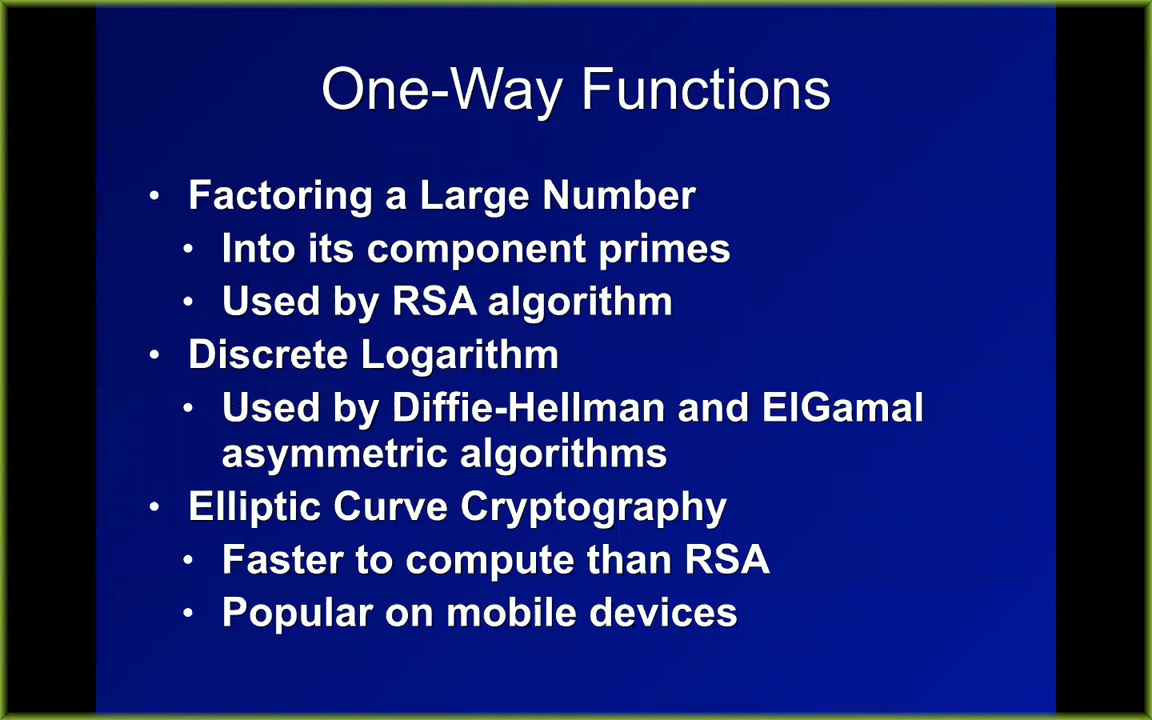 One-Way Functions
• Factoring a Large Number
• Into its component primes
• Used by RSA algorithm
• Discrete Logarithm
• Used by Diffie-Hellman and ElGamal
asymmetric algorithms
• Elliptic Curve Cryptography
• Faster to compute than RSA
• Popular on mobile devices